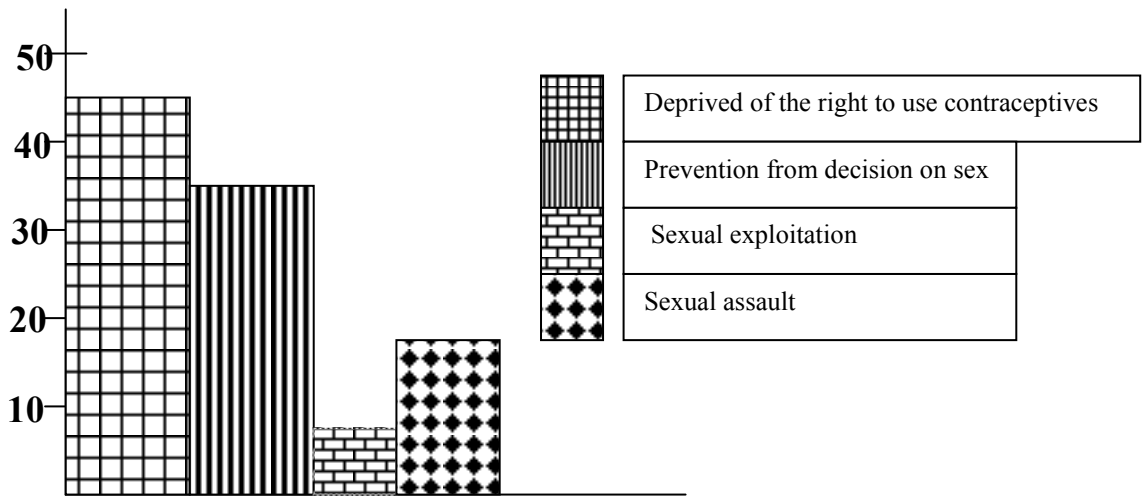 50
40
30
20
10
Deprived of the right to use contraceptives
Prevention from decision on sex
Sexual exploitation
Sexual assault